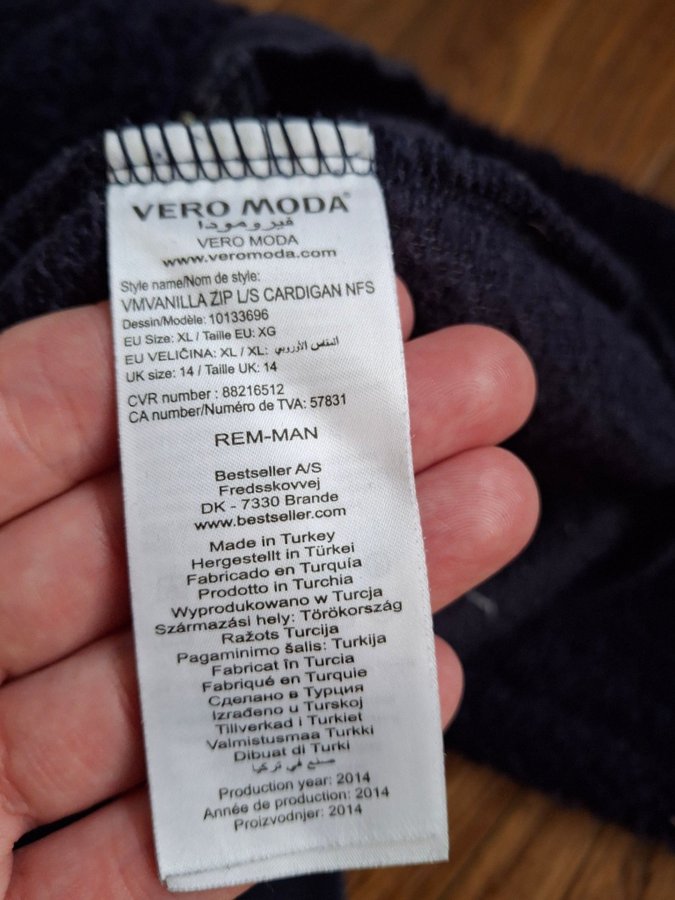 VERO MODA®
فيرومودا
VERO MODA
www.veromoda.com
Style name/Nom de style:
VMVANILLA ZIP L/S CARDIGAN NFS
Dessin/Modèle: 10133696
EU Size: XL / Taille EU: XG
EU VELIČINA: XL / XL: المقاس الأوروبي
UK size: 14 / Taille UK: 14
CVR number : 88216512
CA number/Numéro de TVA: 57831
REM-MAN
Bestseller A/S
Fredsskovvej
DK - 7330 Brande
www.bestseller.com
Made in Turkey
Hergestellt in Türkei
Fabricado en Turquía
Prodotto in Turchia
Wyprodukowano w Turcja
Származási hely: Törökország
Ražots Turcija
Pagaminimo šalis: Turkija
Fabricat în Turcia
Fabriqué en Turquie
Сделано в Турция
Izrađeno u Turskoj
Tillverkad i Turkiet
Valmistusmaa Turkki
Dibuat di Turki
صنع في تركيا
Production year: 2014
Année de production: 2014
Proizvodnjer: 2014